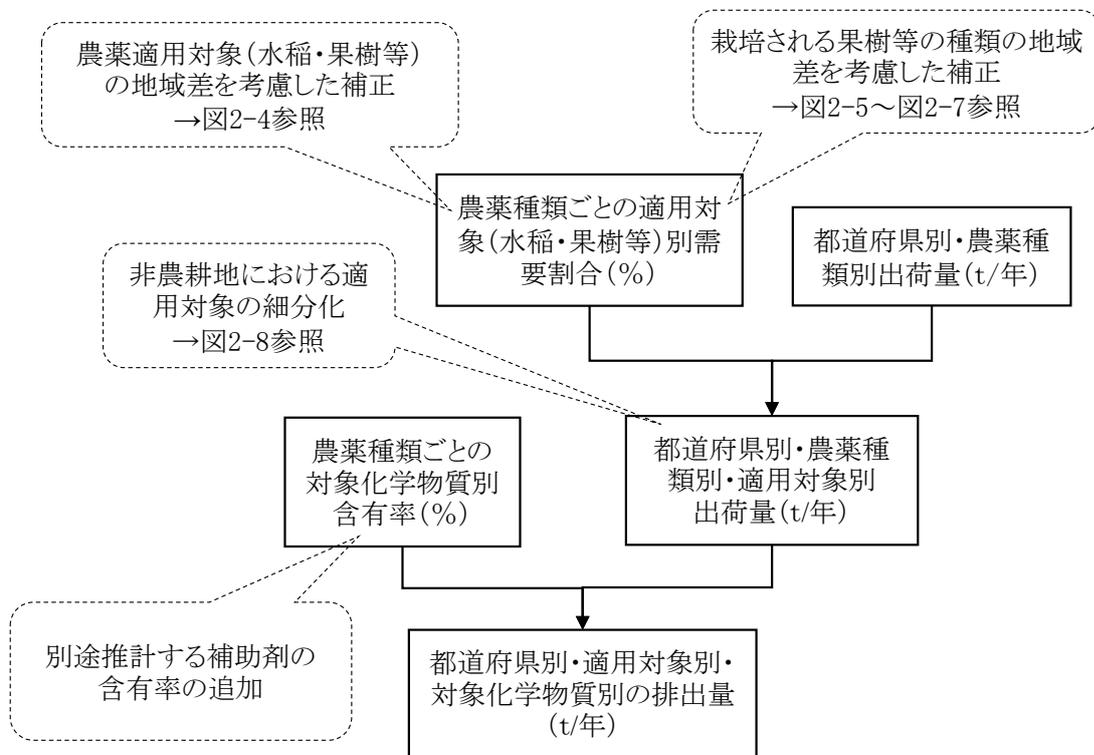 農薬適用対象(水稲・果樹等)
の地域差を考慮した補正
→図2-4参照
栽培される果樹等の種類の地域
差を考慮した補正
→図2-5～図2-7参照
農薬種類ごとの適用対
象(水稲・果樹等)別需
要割合(%)
都道府県別・農薬種
類別出荷量(t/年)
非農耕地における適
用対象の細分化
→図2-8参照
農薬種類ごとの
対象化学物質別
含有率(%)
都道府県別・農薬種
類別・適用対象別
出荷量(t/年)
別途推計する補助剤の
含有率の追加
都道府県別・適用対象別・
対象化学物質別の排出量
(t/年)